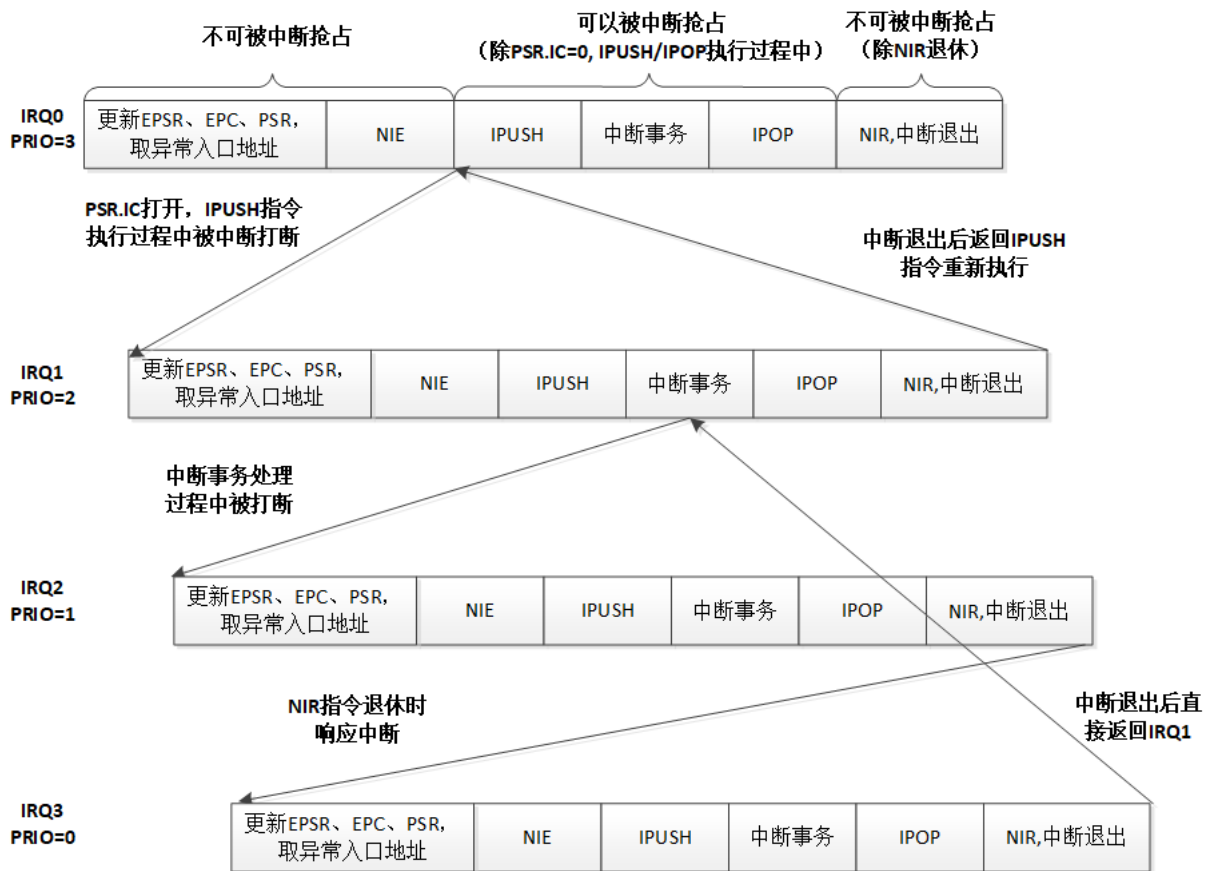 不可被中断抢占
可以被中断抢占
（除PSR.IC=0, IPUSH/IPOP执行过程中）
不可被中断抢占
（除NIR退休）
IRQ0
PRIO=3
更新EPSR、EPC、PSR，
取异常入口地址
NIE
IPUSH
中断事务
IPOP
NIR,中断退出
PSR.IC打开，IPUSH指令
执行过程中被中断打断
中断退出后返回IPUSH
指令重新执行
IRQ1
PRIO=2
更新EPSR、EPC、PSR，
取异常入口地址
NIE
IPUSH
中断事务
IPOP
NIR,中断退出
中断事务处理
过程中被打断
IRQ2
PRIO=1
更新EPSR、EPC、PSR，
取异常入口地址
NIE
IPUSH
中断事务
IPOP
NIR,中断退出
NIR指令退休时
响应中断
中断退出后直
接返回IRQ1
IRQ3
PRIO=0
更新EPSR、EPC、PSR，
取异常入口地址
NIE
IPUSH
中断事务
IPOP
NIR,中断退出